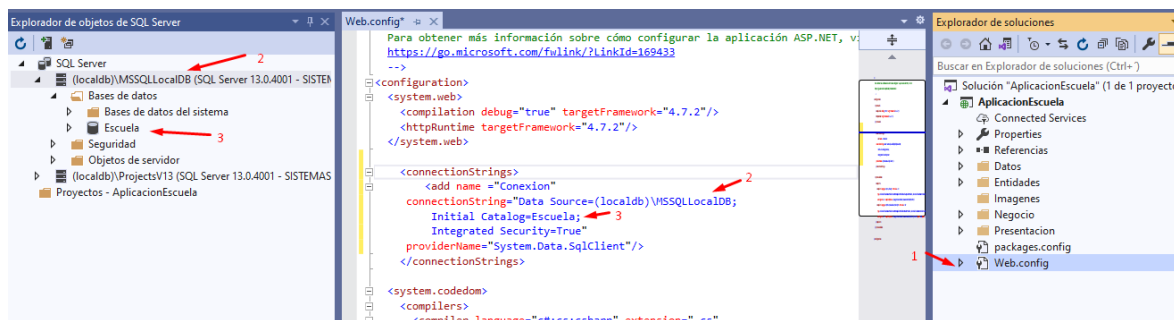 Explorador de objetos de SQL Server
2
SQL Server
(localdb)\MSSQLLocalDB (SQL Server 13.0.4001 - SISTEM
Bases de datos
Bases de datos del sistema
Escuela
3
Seguridad
Objetos de servidor
(localdb)\ProjectsV13 (SQL Server 13.0.4001 - SISTEMAS
Proyectos - AplicacionEscuela
Web.config*
Para obtener más información sobre cómo configurar la aplicación ASP.NET, vi
https://go.microsoft.com/fwlink/?LinkId=169433
-->
<configuration>
<system.web>
<compilation debug="true" targetFramework="4.7.2"/>
<httpRuntime targetFramework="4.7.2"/>
</system.web>
<connectionStrings>
<add name ="Conexion"
2
connectionString="Data Source=(localdb)\MSSQLLocalDB;
Initial Catalog=Escuela;
3
Integrated Security=True"
providerName="System.Data.SqlClient"/>
</connectionStrings>
<system.codedom>
<compilers>
Explorador de soluciones
Buscar en Explorador de soluciones (Ctrl+´)
Solución "AplicacionEscuela" (1 de 1 proyecto
AplicacionEscuela
Connected Services
Properties
Referencias
Datos
Entidades
Imagenes
Negocio
Presentacion
packages.config
1
Web.config